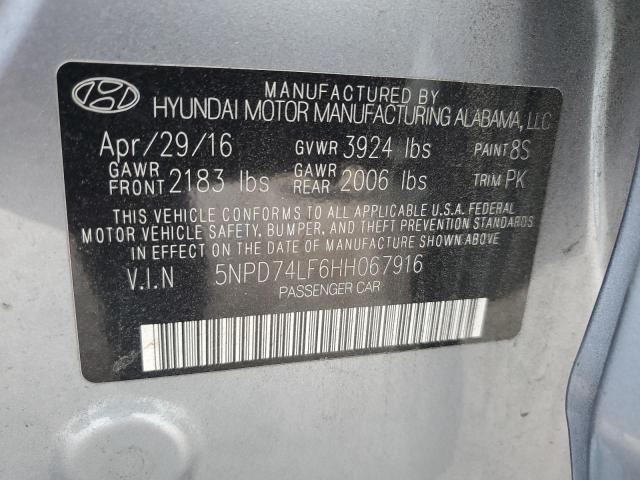 MANUFACTURED BY
HYUNDAI MOTOR MANUFACTURING ALABAMA, LLC
Apr/29/16 GVWR 3924 lbs PAINT 8S
GAWR FRONT 2183 lbs GAWR REAR 2006 lbs TRIM PK
THIS VEHICLE CONFORMS TO ALL APPLICABLE U.S.A. FEDERAL
MOTOR VEHICLE SAFETY, BUMPER, AND THEFT PREVENTION STANDARDS
IN EFFECT ON THE DATE OF MANUFACTURE SHOWN ABOVE.
V.I.N 5NPD74LF6HH067916
PASSENGER CAR